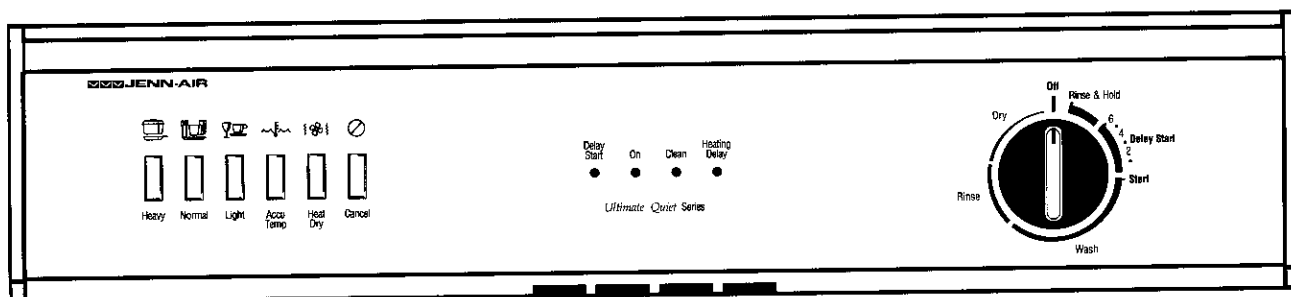 JENN-AIR
Heavy
Normal
Light
Accu
Temp
Heat
Dry
Cancel
Delay
Start
On
Clean
Heating
Delay
Ultimate Quiet Series
Off
Rinse & Hold
6
4
2
Delay Start
Start
Wash
Rinse
Dry